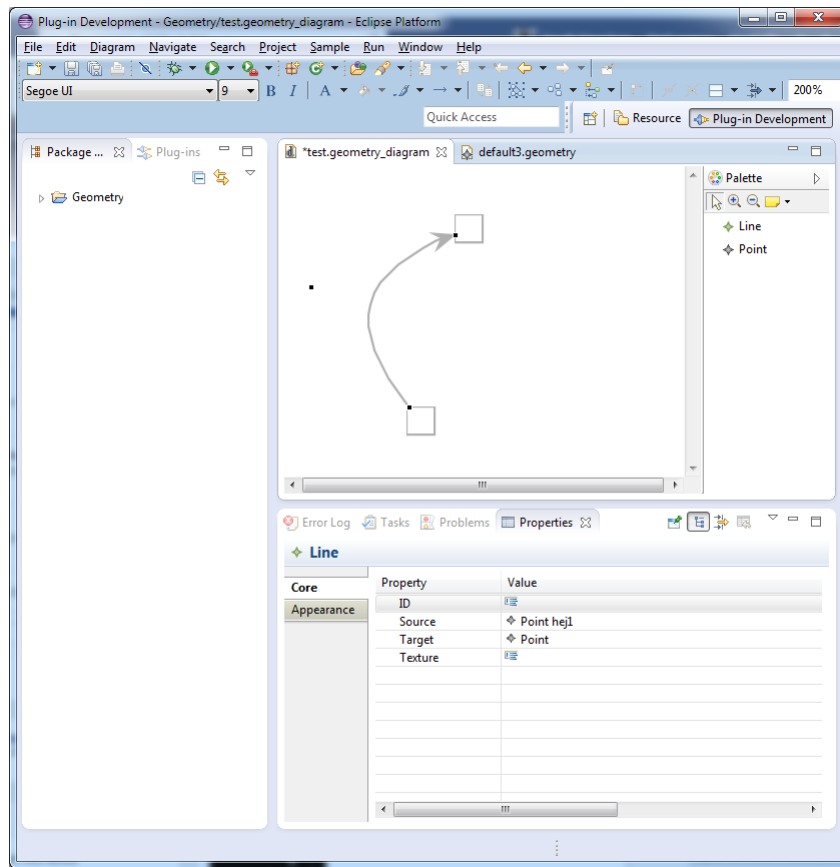 Plug-in Development - Geometry/test.geometry_diagram - Eclipse Platform
File Edit Diagram Navigate Search Project Sample Run Window Help
Segoe UI 9 B I A 200%
Quick Access Resource Plug-in Development
Package ... Plug-ins
*test.geometry_diagram default3.geometry
Geometry
Palette
Line
Point
Error Log Tasks Problems Properties
Line
Core
Appearance
Property Value
ID
Source Point hej1
Target Point
Texture